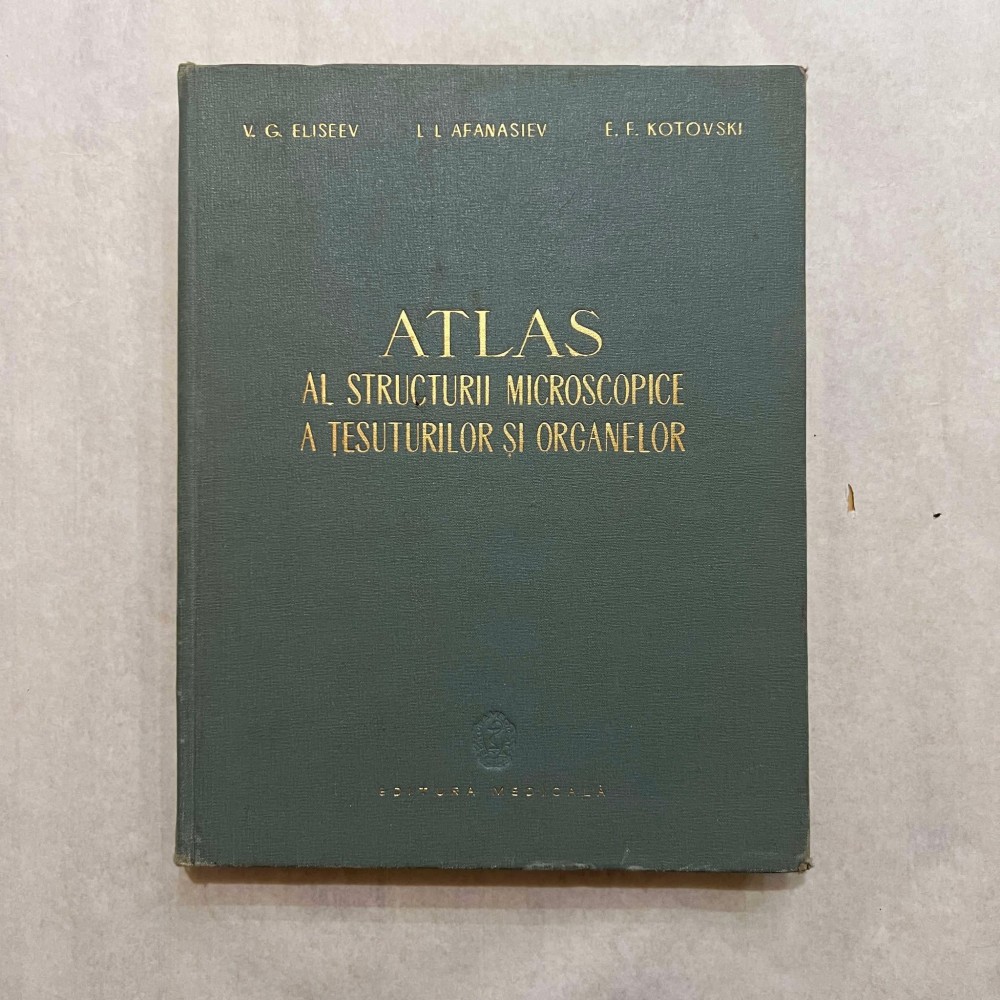 V. G. ELISEEV I. I. AFANASIEV E. F. KOTOVSKI
ATLAS
AL STRUCTURII MICROSCOPICE
A ȚESUTURILOR ȘI ORGANELOR
EDITURA MEDICALĂ